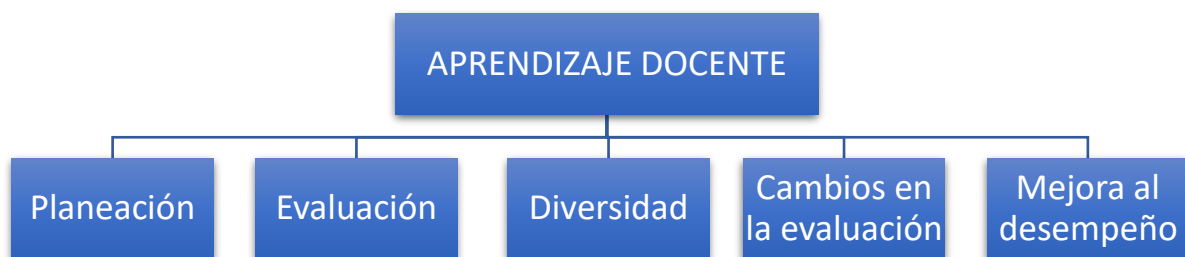 APRENDIZAJE DOCENTE
Planeación
Evaluación
Diversidad
Cambios en
la evaluación
Mejora al
desempeño